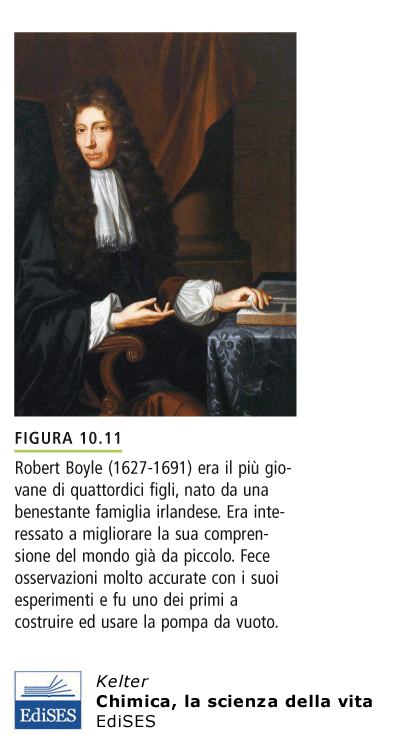 FIGURA 10.11
Robert Boyle (1627-1691) era il più gio-
vane di quattordici figli, nato da una
benestante famiglia irlandese. Era inte-
ressato a migliorare la sua compren-
sione del mondo già da piccolo. Fece
osservazioni molto accurate con i suoi
esperimenti e fu uno dei primi a
costruire ed usare la pompa da vuoto.
EdiSES
Kelter
Chimica, la scienza della vita
EdiSES